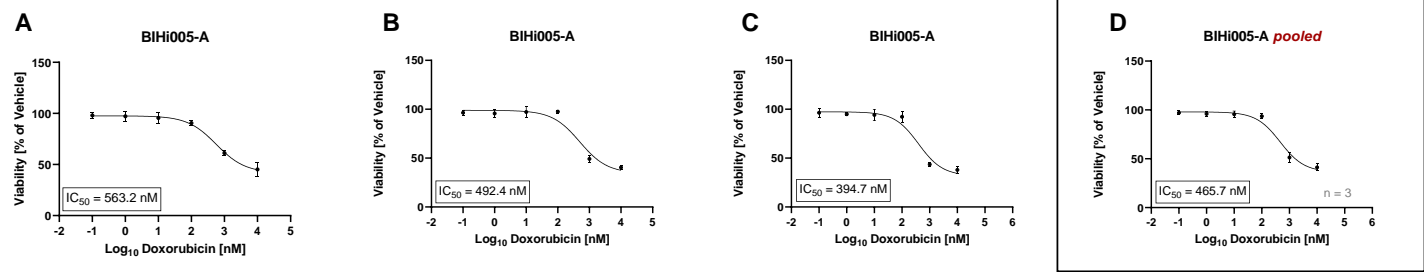 A
BIHi005-A
Viability [% of Vehicle]
150
100
50
0
IC50 = 563.2 nM
-2 -1 0 1 2 3 4 5
Log10 Doxorubicin [nM]
B
BIHi005-A
Viability [% of Vehicle]
150
100
50
0
IC50 = 492.4 nM
-2 -1 0 1 2 3 4 5
Log10 Doxorubicin [nM]
C
BIHi005-A
Viability [% of Vehicle]
150
100
50
0
IC50 = 394.7 nM
-2 -1 0 1 2 3 4 5 6
Log10 Doxorubicin [nM]
D
BIHi005-A pooled
Viability [% of Vehicle]
150
100
50
0
IC50 = 465.7 nM
n = 3
-2 -1 0 1 2 3 4 5 6
Log10 Doxorubicin [nM]